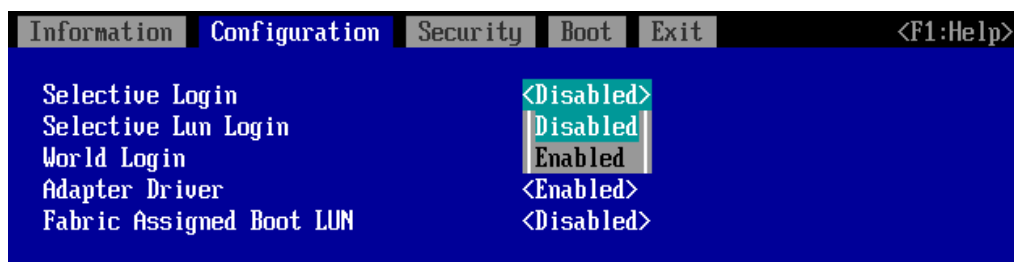 Information Configuration Security Boot Exit <F1:Help>
Selective Login <Disabled>
Selective Lun Login Disabled
World Login Enabled
Adapter Driver <Enabled>
Fabric Assigned Boot LUN <Disabled>